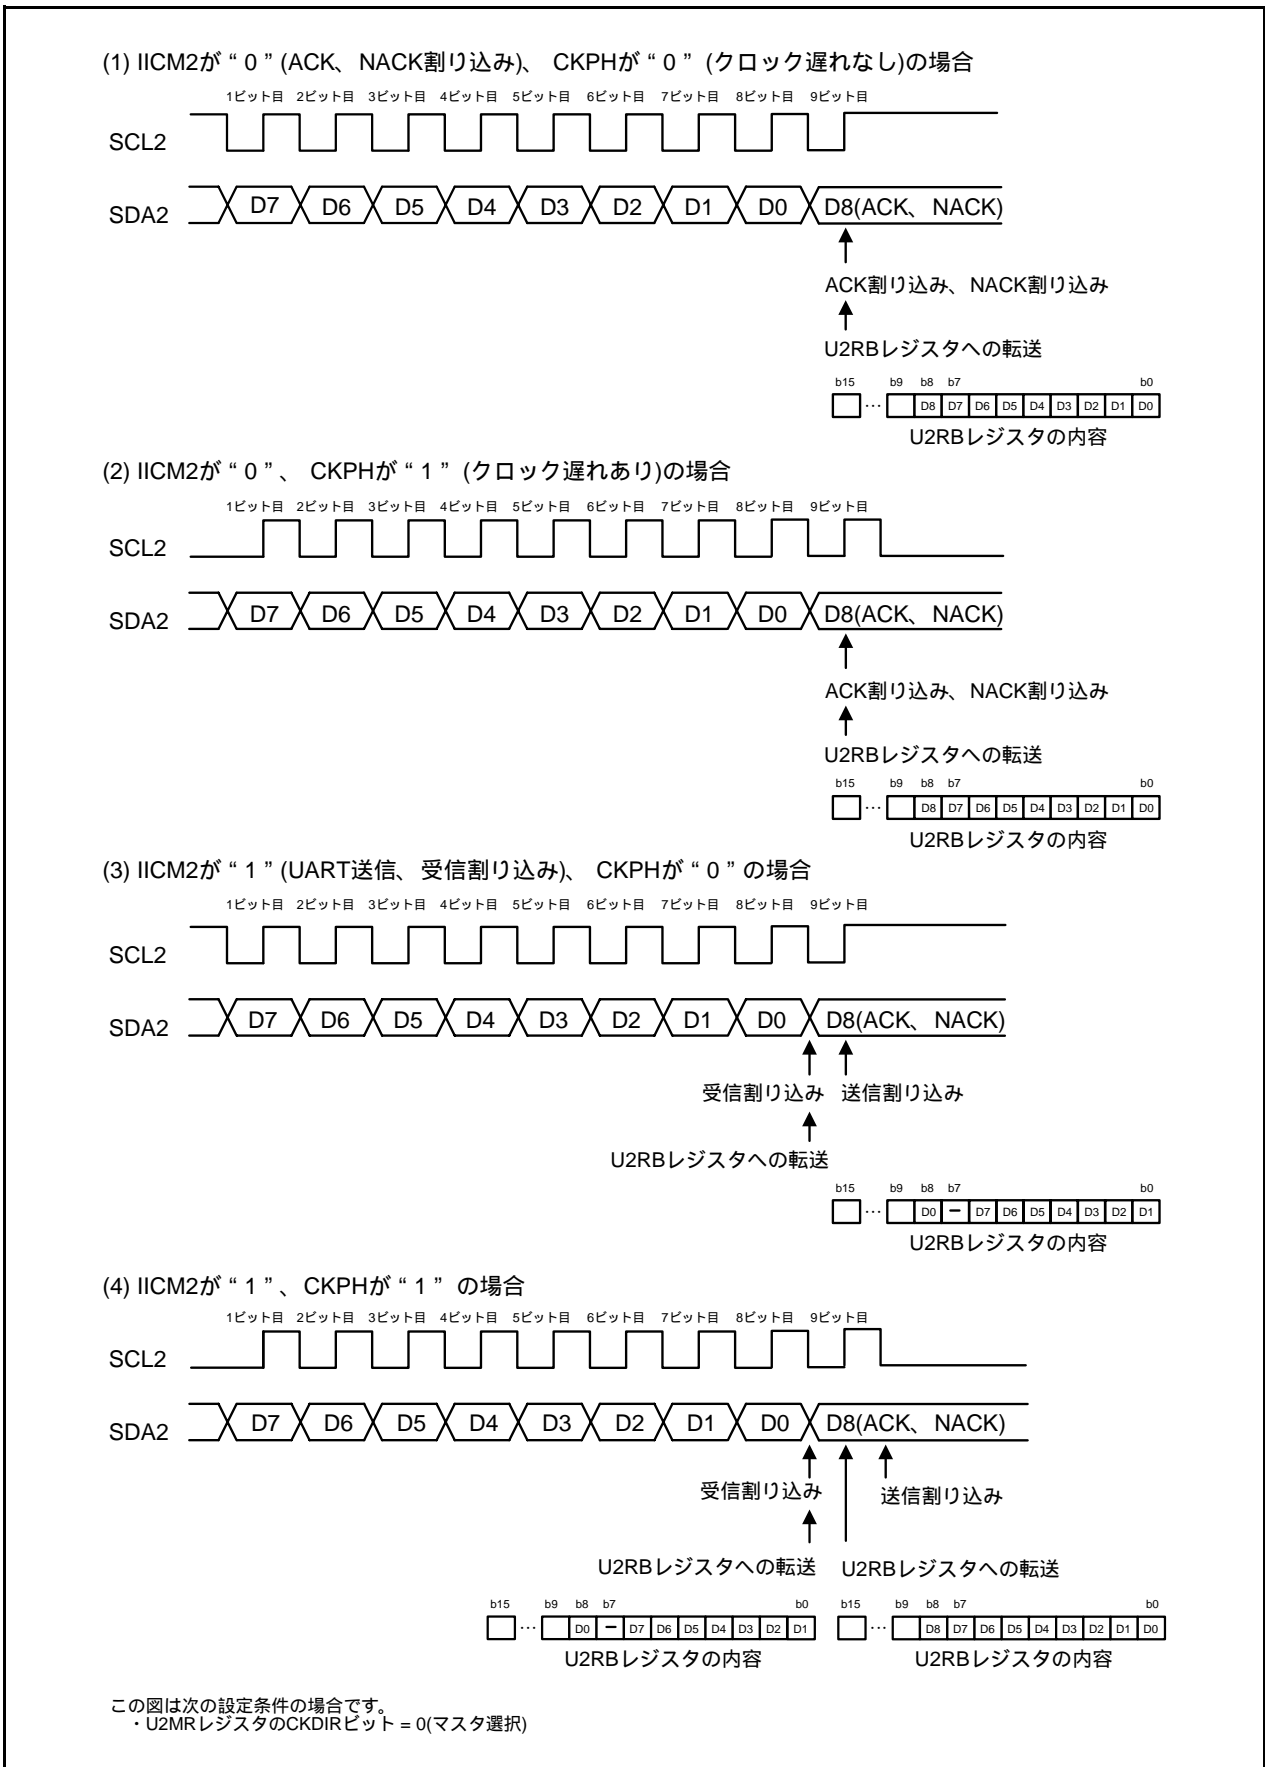 (1) IICM2が“0”(ACK、NACK割り込み)、 CKPHが“0” (クロック遅れなし)の場合
1ビット目 2ビット目 3ビット目 4ビット目 5ビット目 6ビット目 7ビット目 8ビット目 9ビット目
SCL2
SDA2 D7 D6 D5 D4 D3 D2 D1 D0 D8(ACK、NACK)
ACK割り込み、NACK割り込み
U2RBレジスタへの転送
b15 b9 b8 b7 b0
… D8 D7 D6 D5 D4 D3 D2 D1 D0
U2RBレジスタの内容
(2) IICM2が“0”、 CKPHが“1” (クロック遅れあり)の場合
1ビット目 2ビット目 3ビット目 4ビット目 5ビット目 6ビット目 7ビット目 8ビット目 9ビット目
SCL2
SDA2 D7 D6 D5 D4 D3 D2 D1 D0 D8(ACK、NACK)
ACK割り込み、NACK割り込み
U2RBレジスタへの転送
b15 b9 b8 b7 b0
… D8 D7 D6 D5 D4 D3 D2 D1 D0
U2RBレジスタの内容
(3) IICM2が“1”(UART送信、受信割り込み)、 CKPHが“0”の場合
1ビット目 2ビット目 3ビット目 4ビット目 5ビット目 6ビット目 7ビット目 8ビット目 9ビット目
SCL2
SDA2 D7 D6 D5 D4 D3 D2 D1 D0 D8(ACK、NACK)
受信割り込み 送信割り込み
U2RBレジスタへの転送
b15 b9 b8 b7 b0
… D0 − D7 D6 D5 D4 D3 D2 D1
U2RBレジスタの内容
(4) IICM2が“1”、CKPHが“1” の場合
1ビット目 2ビット目 3ビット目 4ビット目 5ビット目 6ビット目 7ビット目 8ビット目 9ビット目
SCL2
SDA2 D7 D6 D5 D4 D3 D2 D1 D0 D8(ACK、NACK)
受信割り込み 送信割り込み
U2RBレジスタへの転送 U2RBレジスタへの転送
b15 b9 b8 b7 b0 b15 b9 b8 b7 b0
… D0 − D7 D6 D5 D4 D3 D2 D1 … D8 D7 D6 D5 D4 D3 D2 D1 D0
U2RBレジスタの内容 U2RBレジスタの内容
この図は次の設定条件の場合です。
・U2MRレジスタのCKDIRビット = 0(マスタ選択)